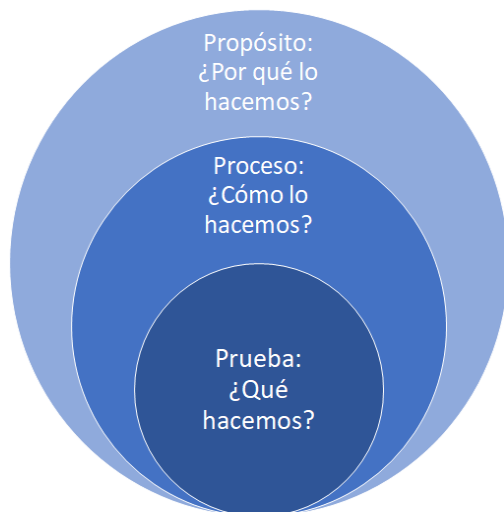 Propósito:
¿Por qué lo
hacemos?
Proceso:
¿Cómo lo
hacemos?
Prueba:
¿Qué
hacemos?